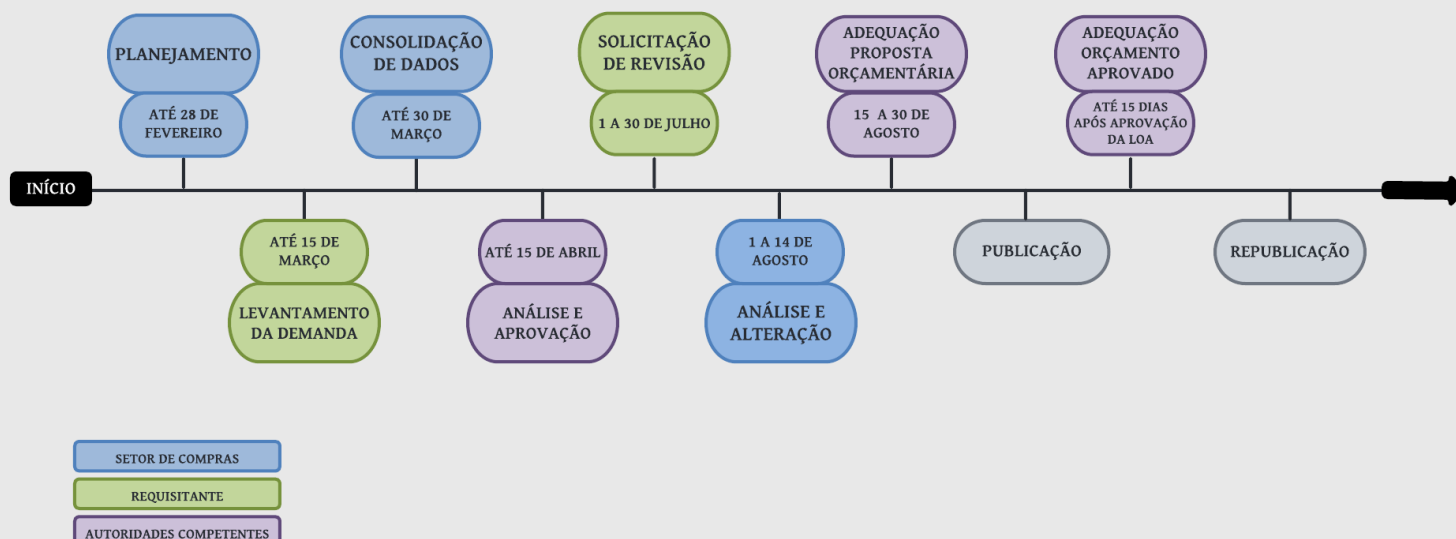 PLANEJAMENTO
ATÉ 28 DE
FEVEREIRO
CONSOLIDAÇÃO
DE DADOS
ATÉ 30 DE
MARÇO
SOLICITAÇÃO
DE REVISÃO
1 A 30 DE JULHO
ADEQUAÇÃO
PROPOSTA
ORÇAMENTÁRIA
15 A 30 DE
AGOSTO
ADEQUAÇÃO
ORÇAMENTO
APROVADO
ATÉ 15 DIAS
APÓS APROVAÇÃO
DA LOA
INÍCIO
ATÉ 15 DE
MARÇO
LEVANTAMENTO
DA DEMANDA
ATÉ 15 DE ABRIL
ANÁLISE E
APROVAÇÃO
1 A 14 DE
AGOSTO
ANÁLISE E
ALTERAÇÃO
PUBLICAÇÃO
REPUBLICAÇÃO
SETOR DE COMPRAS
REQUISITANTE
AUTORIDADES COMPETENTES